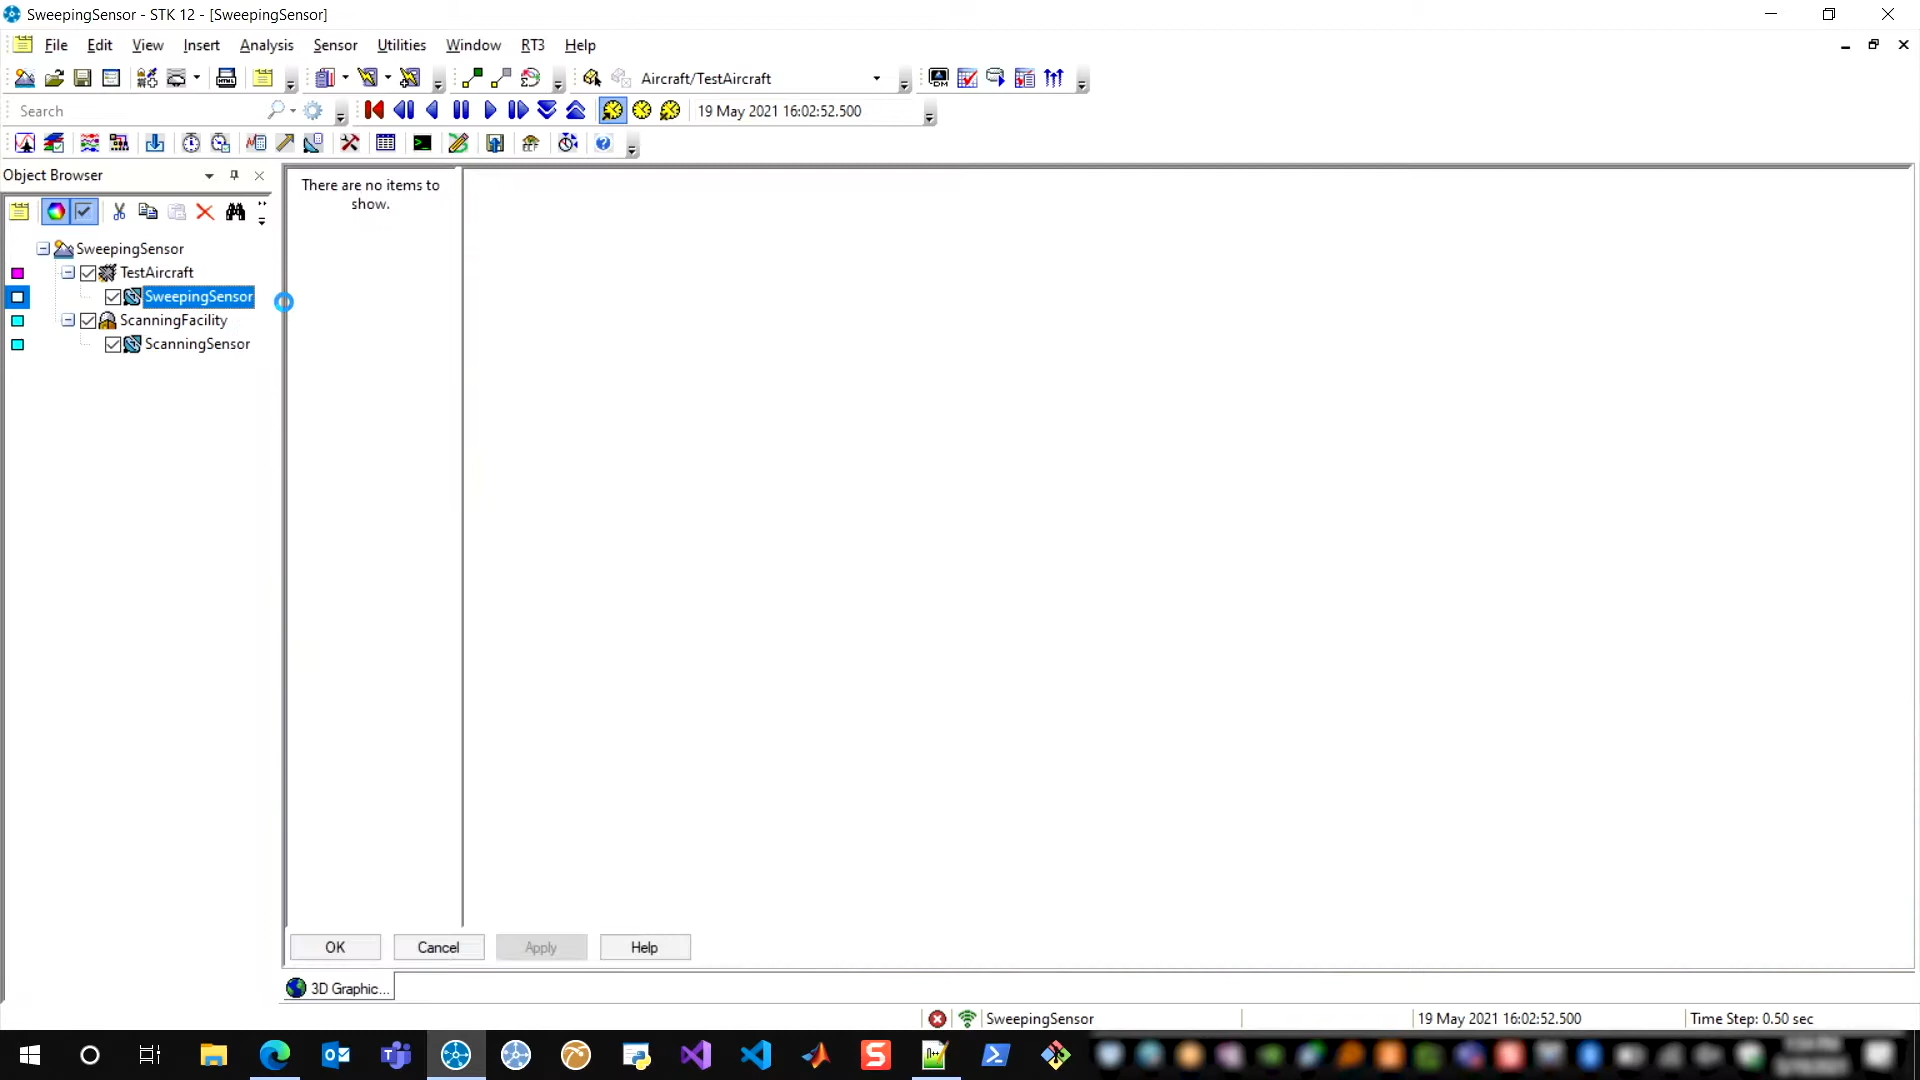 SweepingSensor - STK 12 - [SweepingSensor]
File Edit View Insert Analysis Sensor Utilities Window RT3 Help
Aircraft/TestAircraft
Search
19 May 2021 16:02:52.500
Object Browser
There are no items to
show.
SweepingSensor
TestAircraft
SweepingSensor
ScanningFacility
ScanningSensor
OK Cancel Apply Help
3D Graphic...
SweepingSensor 19 May 2021 16:02:52.500 Time Step: 0.50 sec